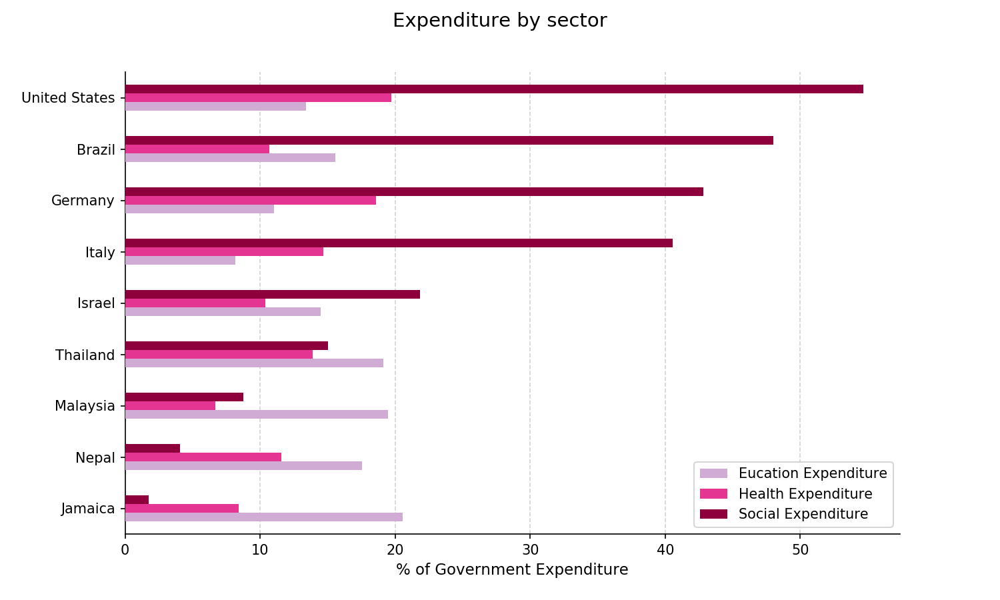 Expenditure by sector
United States
Brazil
Germany
Italy
Israel
Thailand
Malaysia
Nepal
Jamaica
Eucation Expenditure
Health Expenditure
Social Expenditure
0 10 20 30 40 50
% of Government Expenditure